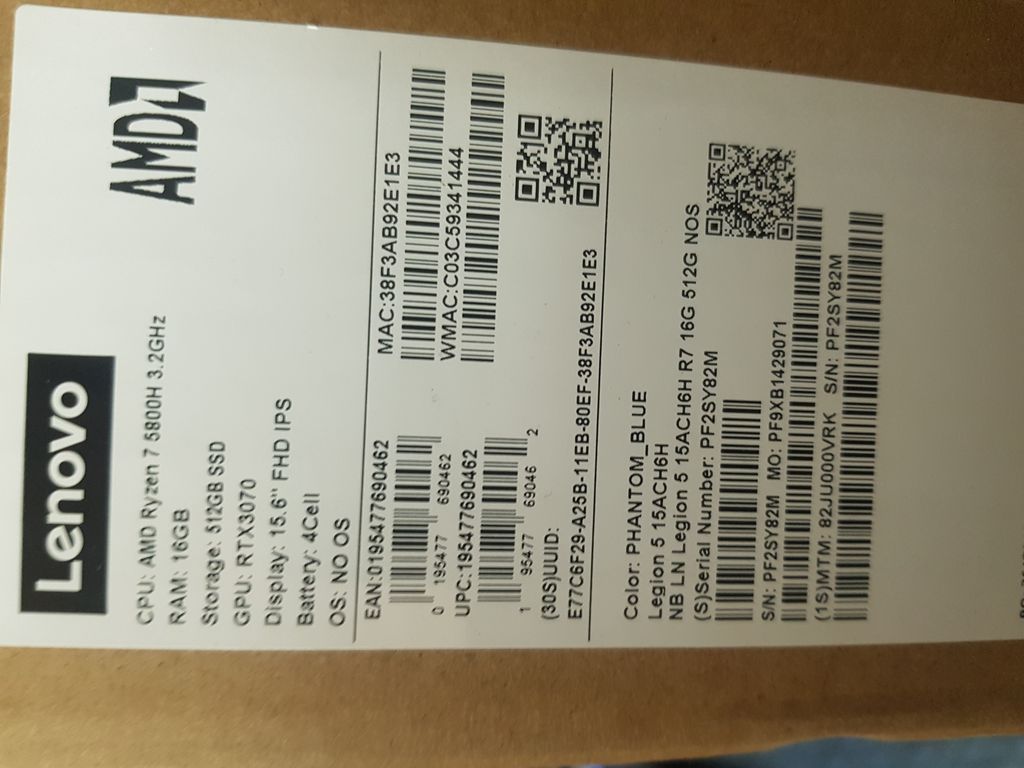 Lenovo
AMD
CPU: AMD Ryzen 7 5800H 3.2GHz
RAM: 16GB
Storage: 512GB SSD
GPU: RTX3070
Display: 15.6" FHD IPS
Battery: 4Cell
OS: NO OS
EAN:0195477690462
0 195477 690462
UPC:195477690462
1 95477 69046 2
MAC:38F3AB92E1E3
WMAC:C03C59341444
(30S)UUID:
E77C6F29-A25B-11EB-80EF-38F3AB92E1E3
Color: PHANTOM_BLUE
Legion 5 15ACH6H
NB LN Legion 5 15ACH6H R7 16G 512G NOS
(S)Serial Number: PF2SY82M
S/N: PF2SY82M MO: PF9XB1429071
(1S)MTM: 82JU000VRK S/N: PF2SY82M